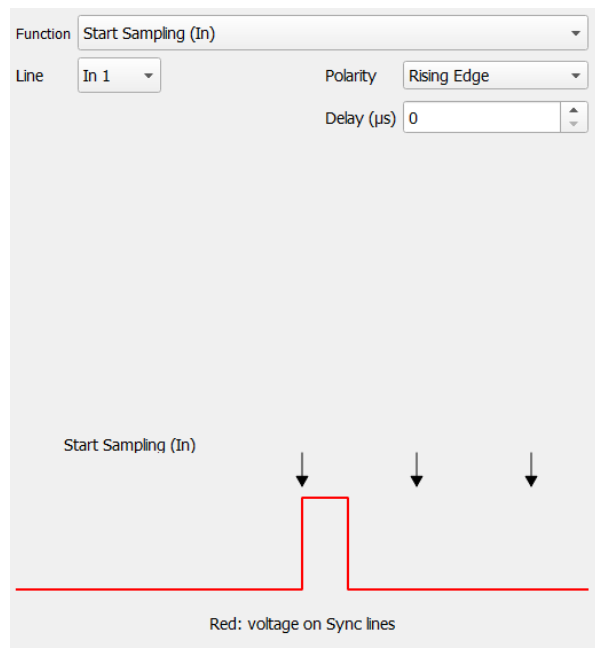 Function Start Sampling (In)
Line In 1 Polarity Rising Edge
Delay (µs) 0
Start Sampling (In)
Red: voltage on Sync lines